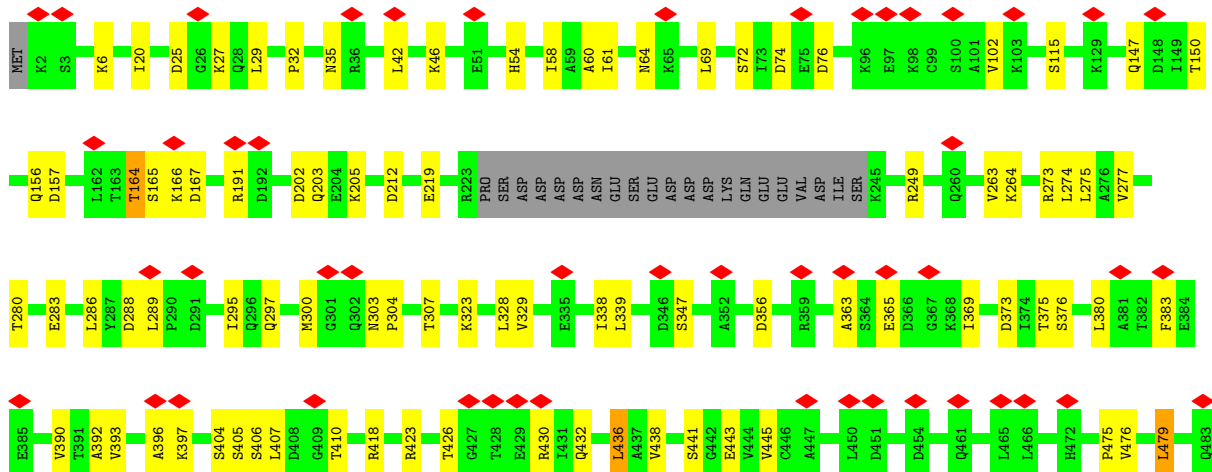 MET K2 S3 K6 I20 D25 G26 K27 Q28 L29 P32 N35 R36 L42 K46 E51 H54 I58 A59 A60 I61 N64 K65 L69 S72 I73 D74 E75 D76 K96 E97 K98 C99 S100 A101 V102 K103 S115 K129 Q147 D148 I149 T150
Q156 D157 L162 T163 T164 S165 K166 D167 R191 D192 D202 Q203 E204 K205 D212 E219 R223 PRO SER ASP ASP ASP ASP ASN GLU SER GLU ASP ASP ASP LYS GLN GLU GLU VAL ASP ILE SER K245 R249 Q260 V263 K264 R273 L274 L275 A276 V277
T280 E283 L286 Y287 D288 L289 P290 D291 I295 Q296 Q297 M300 G301 Q302 N303 P304 T307 K323 L328 V329 E335 I338 L339 D346 S347 A352 D356 R359 A363 S364 E365 D366 G367 K368 I369 D373 I374 T375 S376 L380 A381 T382 F383 E384
E385 V390 T391 A392 V393 A396 K397 S404 S405 S406 L407 D408 G409 T410 R418 R423 T426 G427 T428 E429 R430 I431 Q432 L436 A437 V438 S441 G442 E443 V444 V445 C446 A447 L450 D451 D454 Q461 L465 L466 H472 P475 V476 L479 Q483